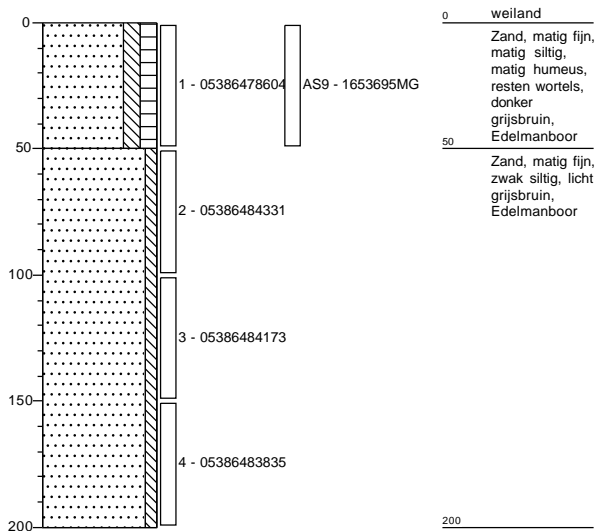 0
50
100
150
200
1 - 05386478604
AS9 - 1653695MG
2 - 05386484331
3 - 05386484173
4 - 05386483835
0 weiland
Zand, matig fijn,
matig siltig,
matig humeus,
resten wortels,
donker
grijsbruin,
Edelmanboor
50
Zand, matig fijn,
zwak siltig, licht
grijsbruin,
Edelmanboor
200